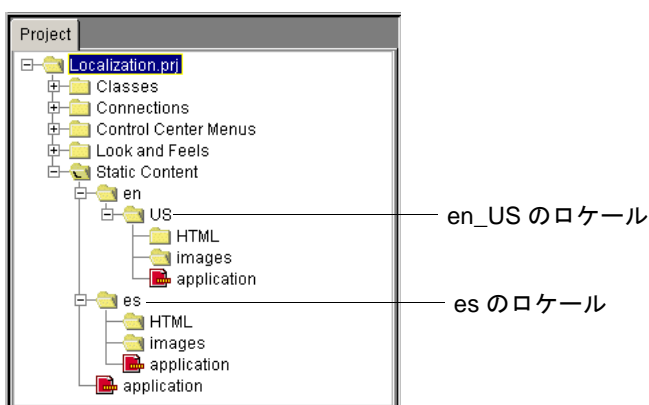 Project
Localization.prj
Classes
Connections
Control Center Menus
Look and Feels
Static Content
en
US
en_US のロケール
HTML
images
application
es
es のロケール
HTML
images
application
application